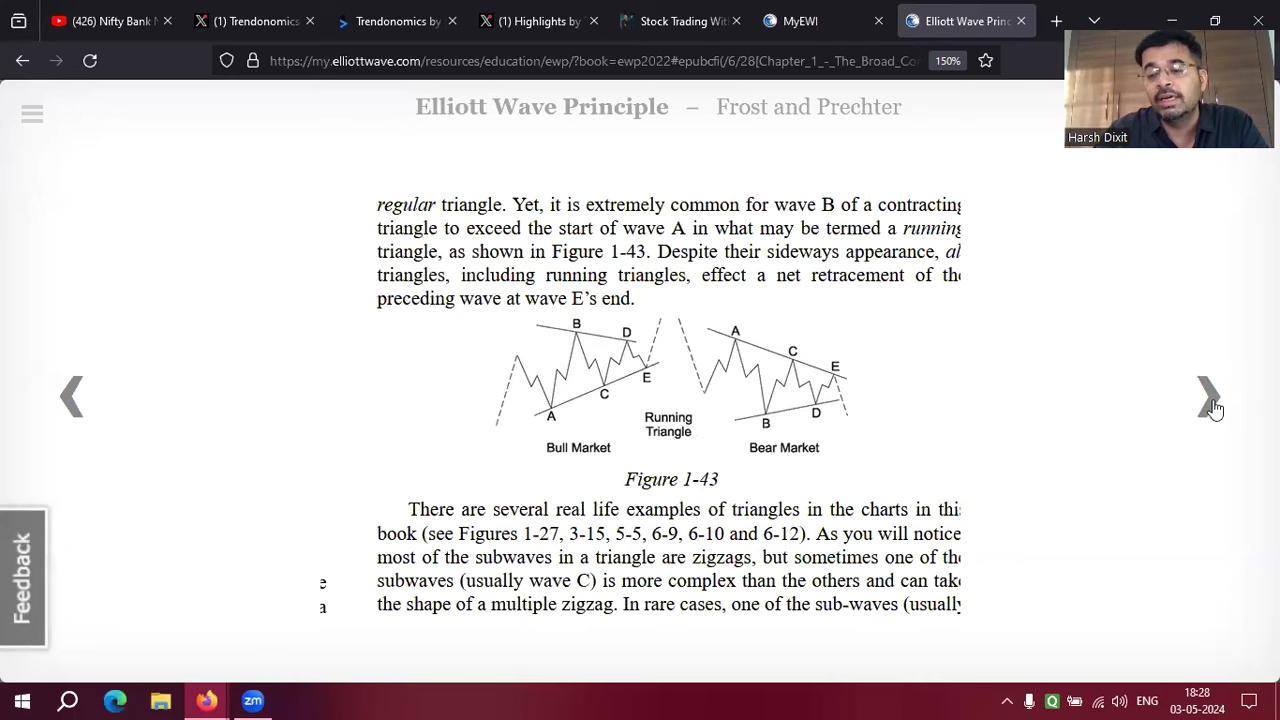 (426) Nifty Bank N
(1) Trendonomics
Trendonomics by
(1) Highlights by
Stock Trading With
MyEWI
Elliott Wave Princ
https://my.elliottwave.com/resources/education/ewp/?book=ewp2022#epubcfi(/6/28[Chapter_1_-_The_Broad_Cor
150%
Harsh Dixit
Elliott Wave Principle – Frost and Prechter
regular triangle. Yet, it is extremely common for wave B of a contracting
triangle to exceed the start of wave A in what may be termed a running
triangle, as shown in Figure 1-43. Despite their sideways appearance, al
triangles, including running triangles, effect a net retracement of the
preceding wave at wave E's end.
B D A C E
A C E B D
Running
Triangle
Bull Market
Bear Market
Figure 1-43
There are several real life examples of triangles in the charts in this
book (see Figures 1-27, 3-15, 5-5, 6-9, 6-10 and 6-12). As you will notice
most of the subwaves in a triangle are zigzags, but sometimes one of the
e
subwaves (usually wave C) is more complex than the others and can take
a
the shape of a multiple zigzag. In rare cases, one of the sub-waves (usually
Feedback
zm
ENG
18:28
03-05-2024